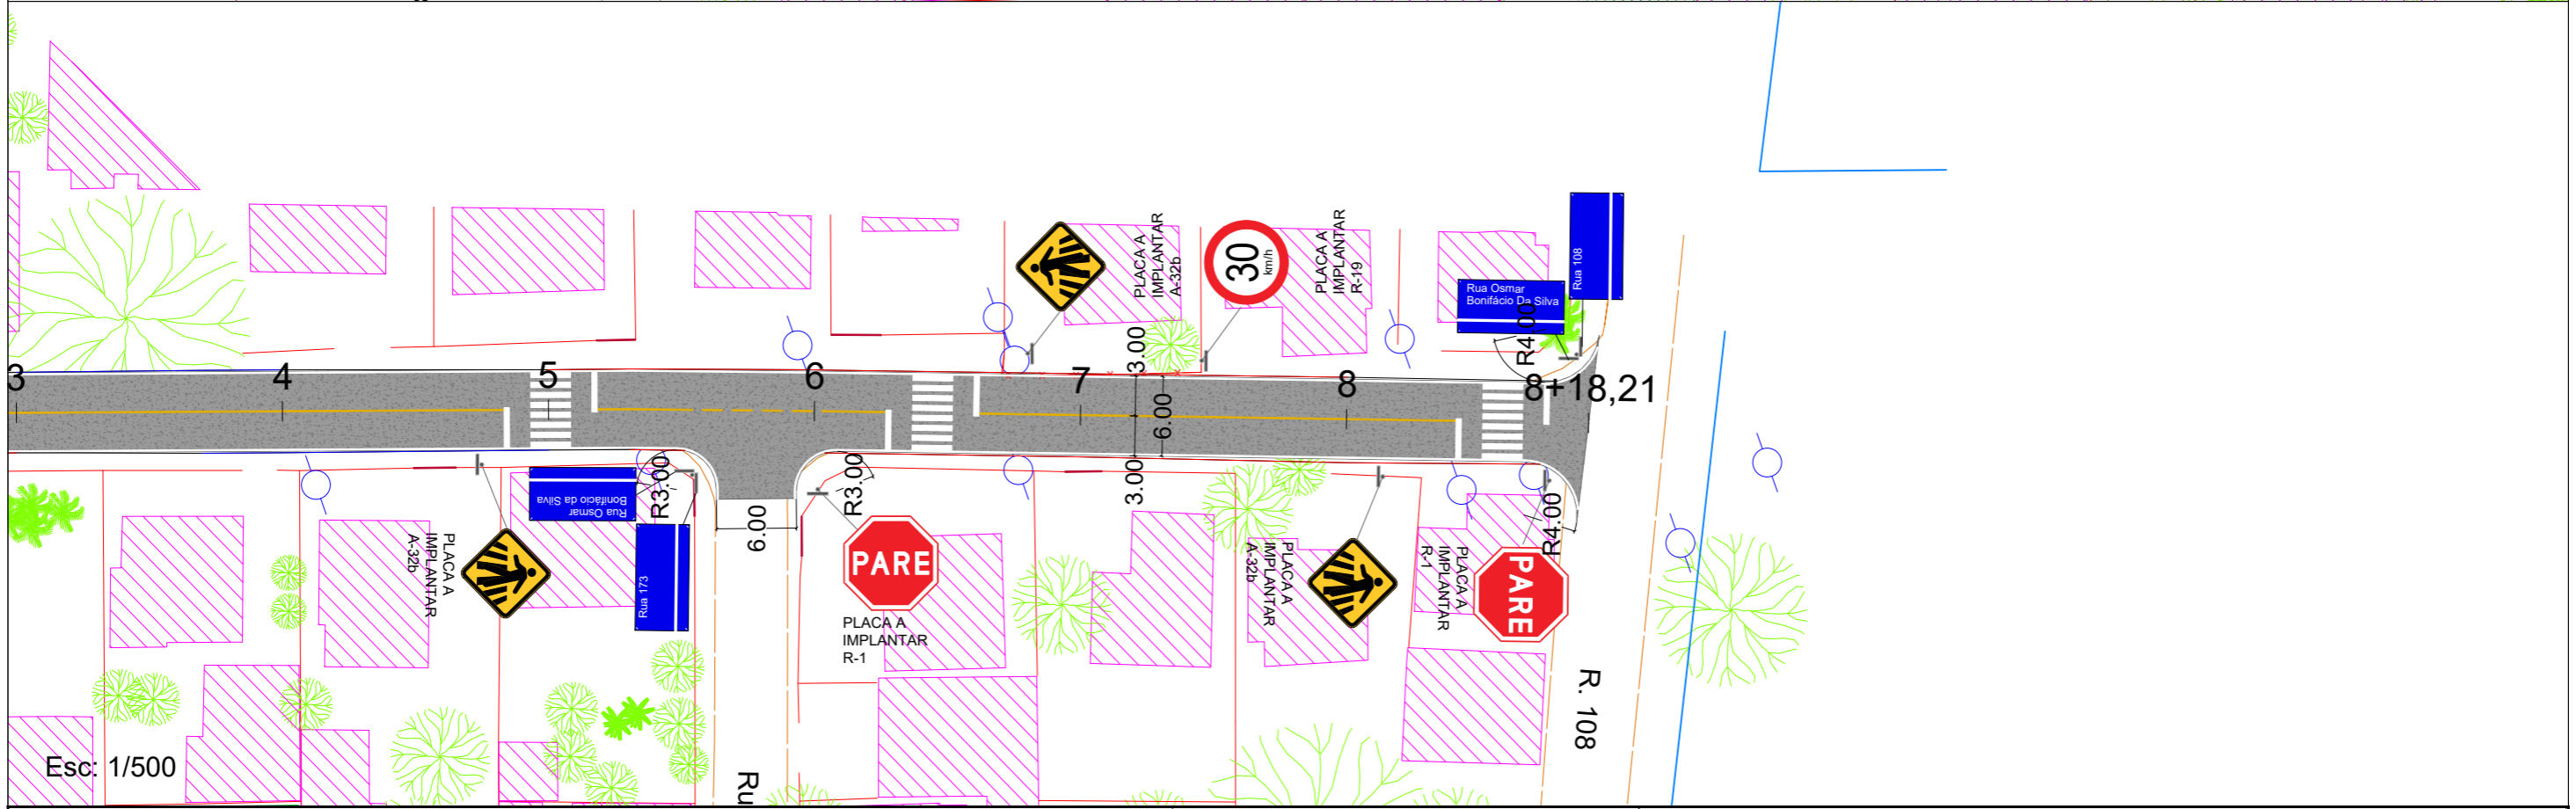 Rua 108
Rua Osmar
Bonifácio Da Silva
PLACA A
IMPLANTAR
A-32b
30
km/h
PLACA A
IMPLANTAR
R-19
R4.00
3.00
3
4
5
6
7
8
8+18,21
6.00
3.00
Rua Osmar
Bonifácio da Silva
R3.00
R3.00
6.00
R4.00
PLACA A
IMPLANTAR
A-32b
Rua 173
PARE
PLACA A
IMPLANTAR
R-1
PLACA A
IMPLANTAR
A-32b
PLACA A
IMPLANTAR
R-1
PARE
R. 108
Esc: 1/500
Ru